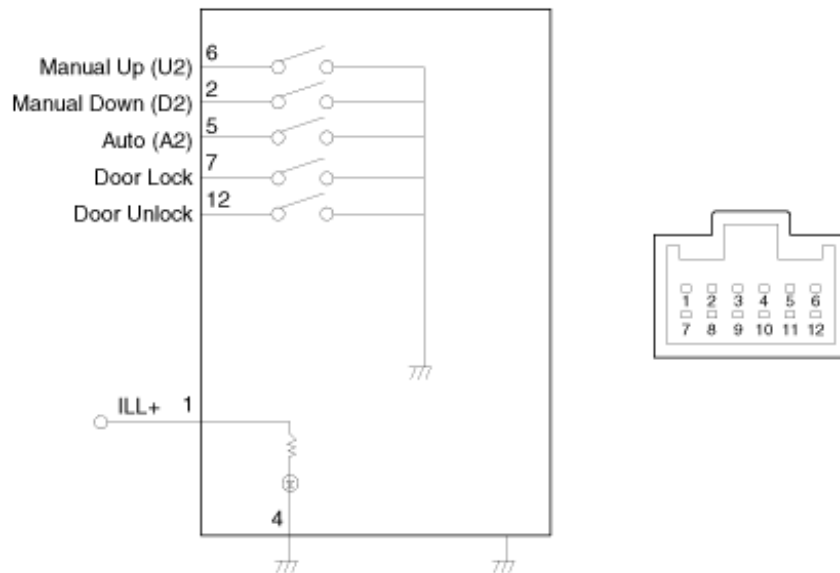 Manual Up (U2) 6
Manual Down (D2) 2
Auto (A2) 5
Door Lock 7
Door Unlock 12
ILL+ 1
4
1 2 3 4 5 6
7 8 9 10 11 12